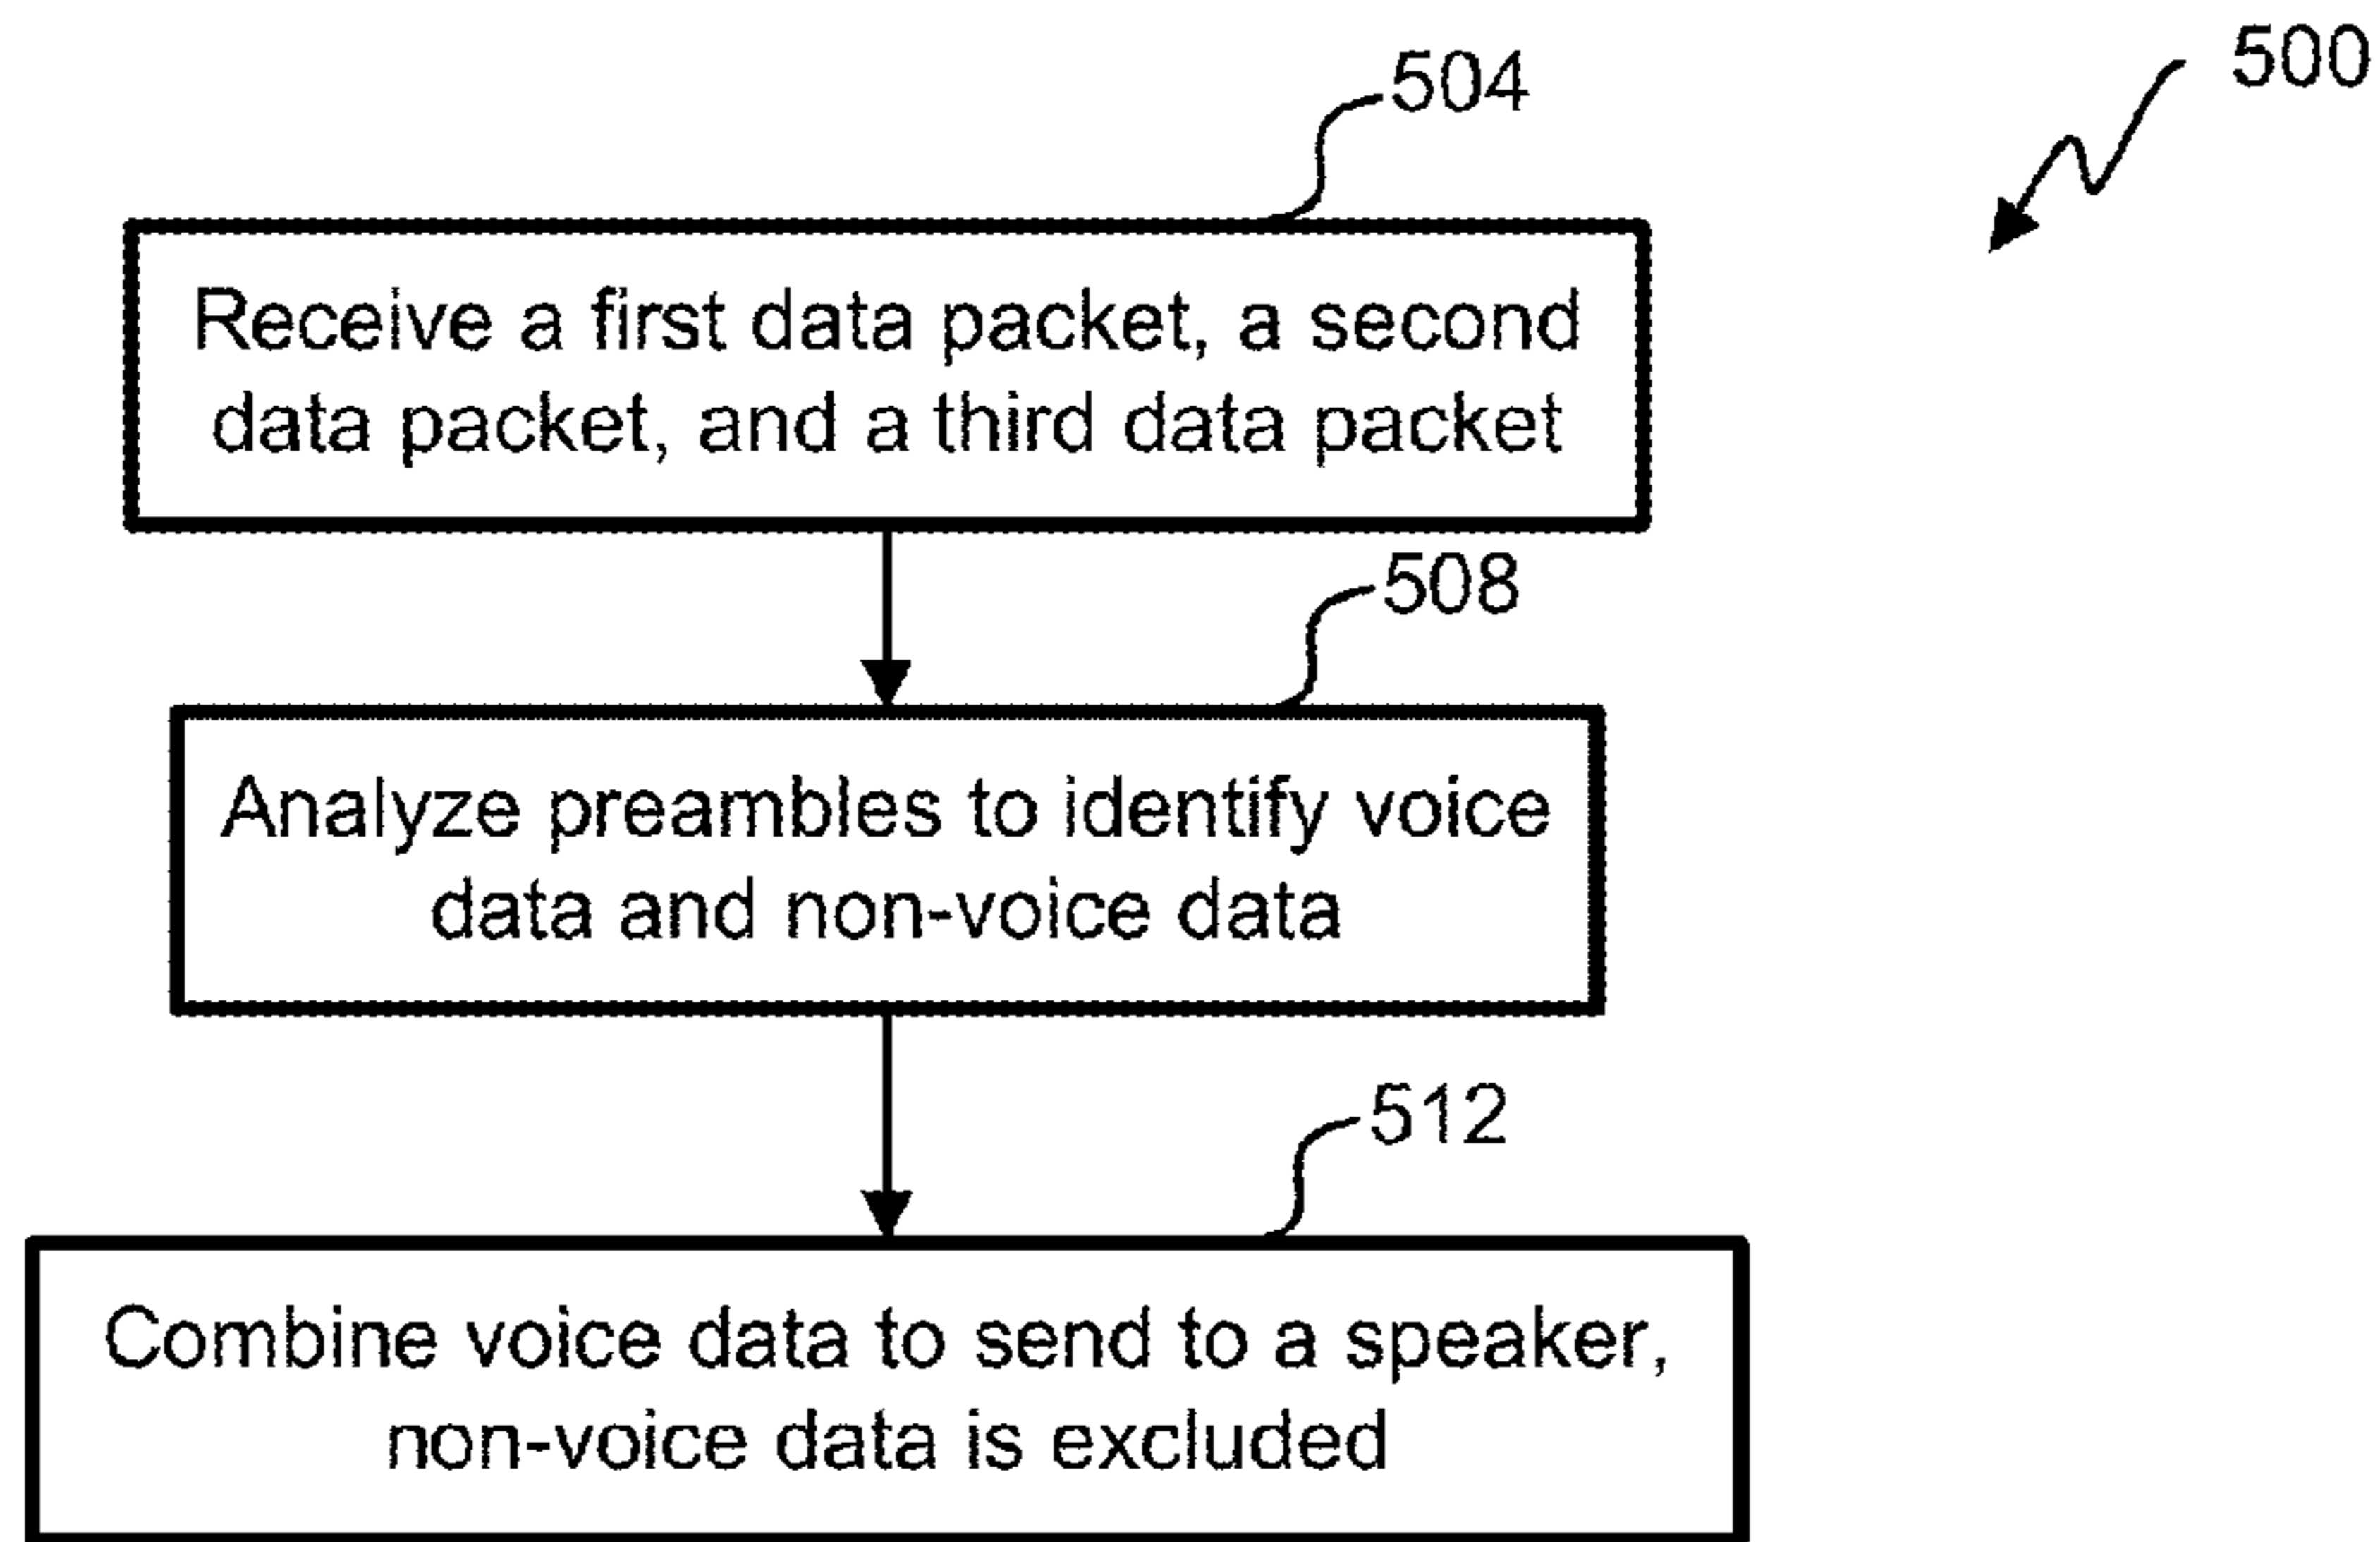 500
504
Receive a first data packet, a second
data packet, and a third data packet
508
Analyze preambles to identify voice
data and non-voice data
512
Combine voice data to send to a speaker,
non-voice data is excluded